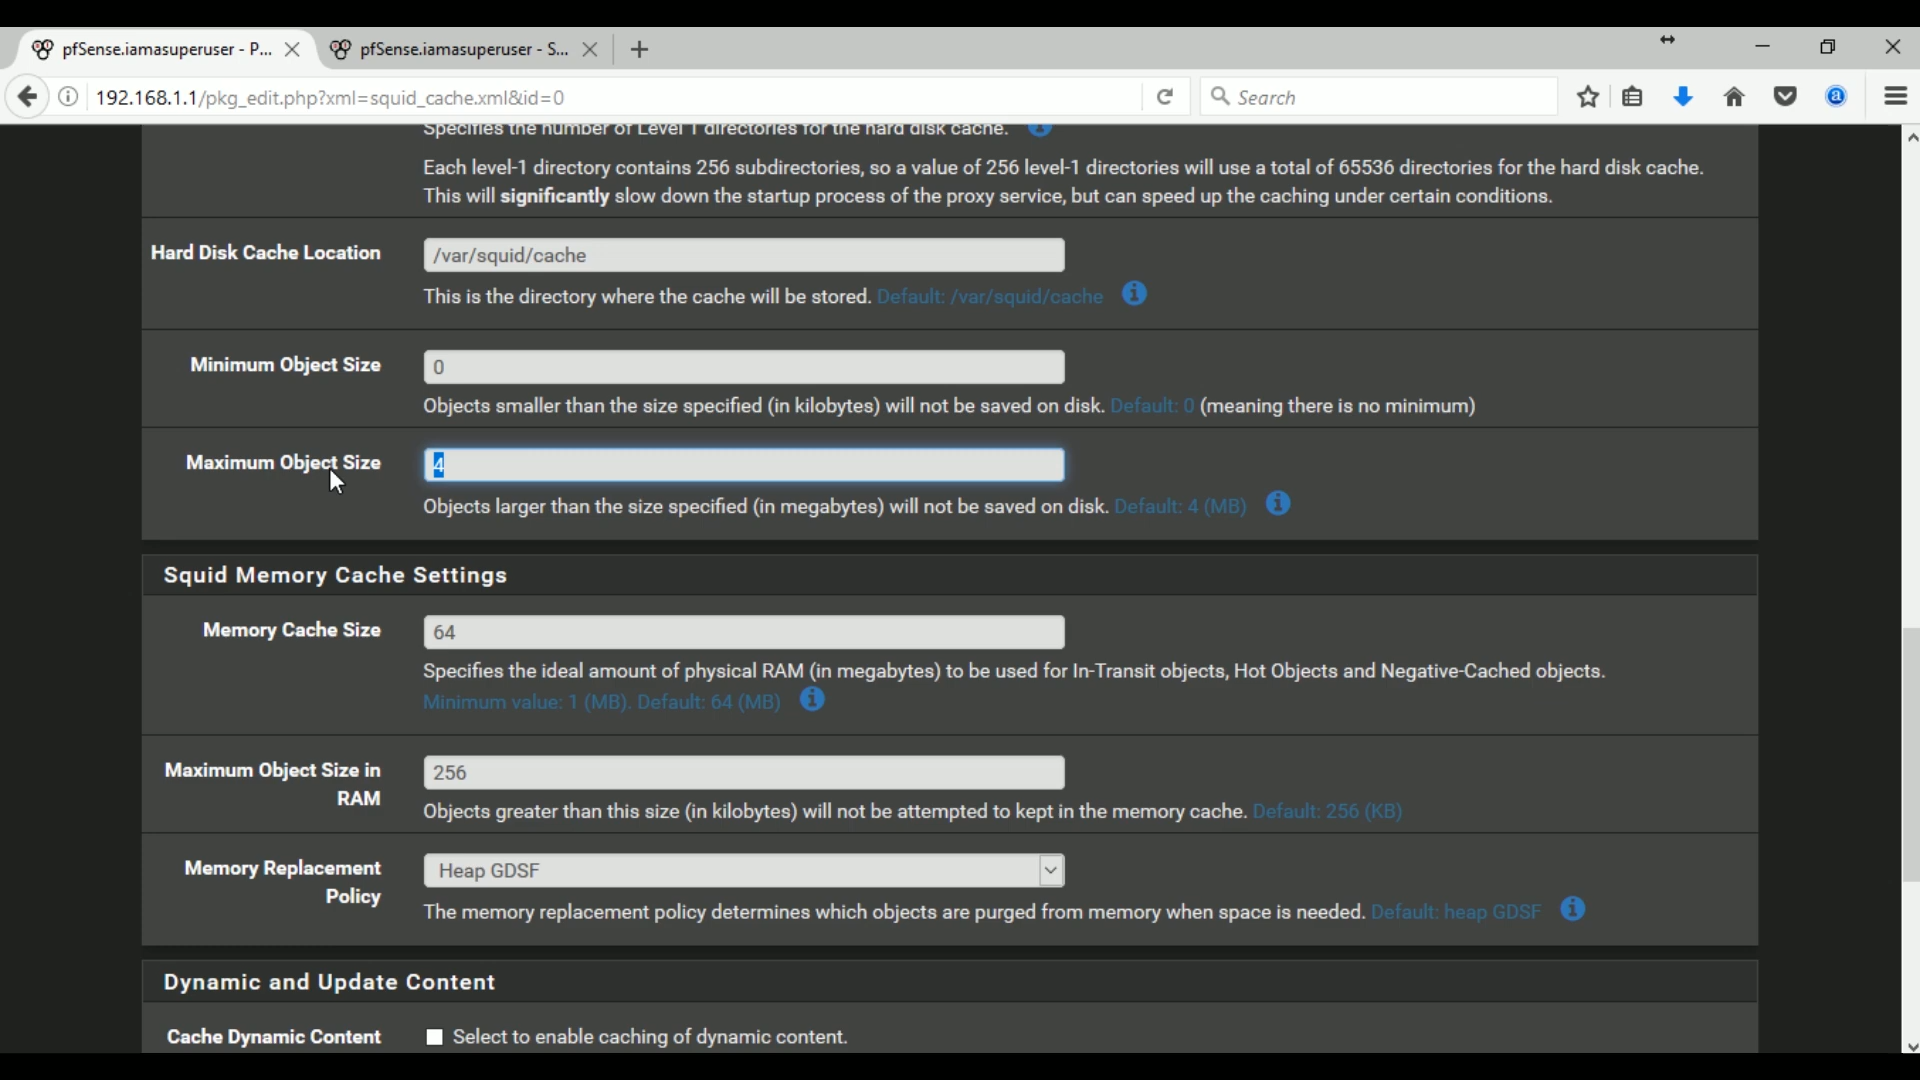 pfSense.iamasuperuser - P...
pfSense.iamasuperuser - S...
192.168.1.1/pkg_edit.php?xml=squid_cache.xml&id=0
Search
Specifies the number of Level 1 directories for the hard disk cache.
Each level-1 directory contains 256 subdirectories, so a value of 256 level-1 directories will use a total of 65536 directories for the hard disk cache.
This will significantly slow down the startup process of the proxy service, but can speed up the caching under certain conditions.
Hard Disk Cache Location
/var/squid/cache
This is the directory where the cache will be stored. Default: /var/squid/cache
Minimum Object Size
0
Objects smaller than the size specified (in kilobytes) will not be saved on disk. Default: 0 (meaning there is no minimum)
Maximum Object Size
4
Objects larger than the size specified (in megabytes) will not be saved on disk. Default: 4 (MB)
Squid Memory Cache Settings
Memory Cache Size
64
Specifies the ideal amount of physical RAM (in megabytes) to be used for In-Transit objects, Hot Objects and Negative-Cached objects.
Minimum value: 1 (MB). Default: 64 (MB)
Maximum Object Size in
RAM
256
Objects greater than this size (in kilobytes) will not be attempted to kept in the memory cache. Default: 256 (KB)
Memory Replacement
Policy
Heap GDSF
The memory replacement policy determines which objects are purged from memory when space is needed. Default: heap GDSF
Dynamic and Update Content
Cache Dynamic Content
Select to enable caching of dynamic content.